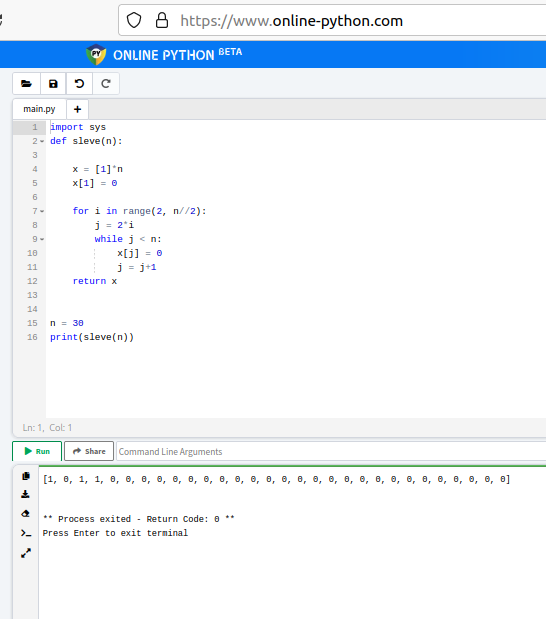 https://www.online-python.com
PY ONLINE PYTHON BETA
main.py +
1 import sys
2 def sleve(n):
3
4 x = [1]*n
5 x[1] = 0
6
7 for i in range(2, n//2):
8 j = 2*i
9 while j < n:
10 x[j] = 0
11 j = j+1
12 return x
13
14
15 n = 30
16 print(sleve(n))
Ln: 1, Col: 1
Run Share Command Line Arguments
[1, 0, 1, 1, 0, 0, 0, 0, 0, 0, 0, 0, 0, 0, 0, 0, 0, 0, 0, 0, 0, 0, 0, 0, 0, 0, 0, 0, 0, 0]
** Process exited - Return Code: 0 **
Press Enter to exit terminal